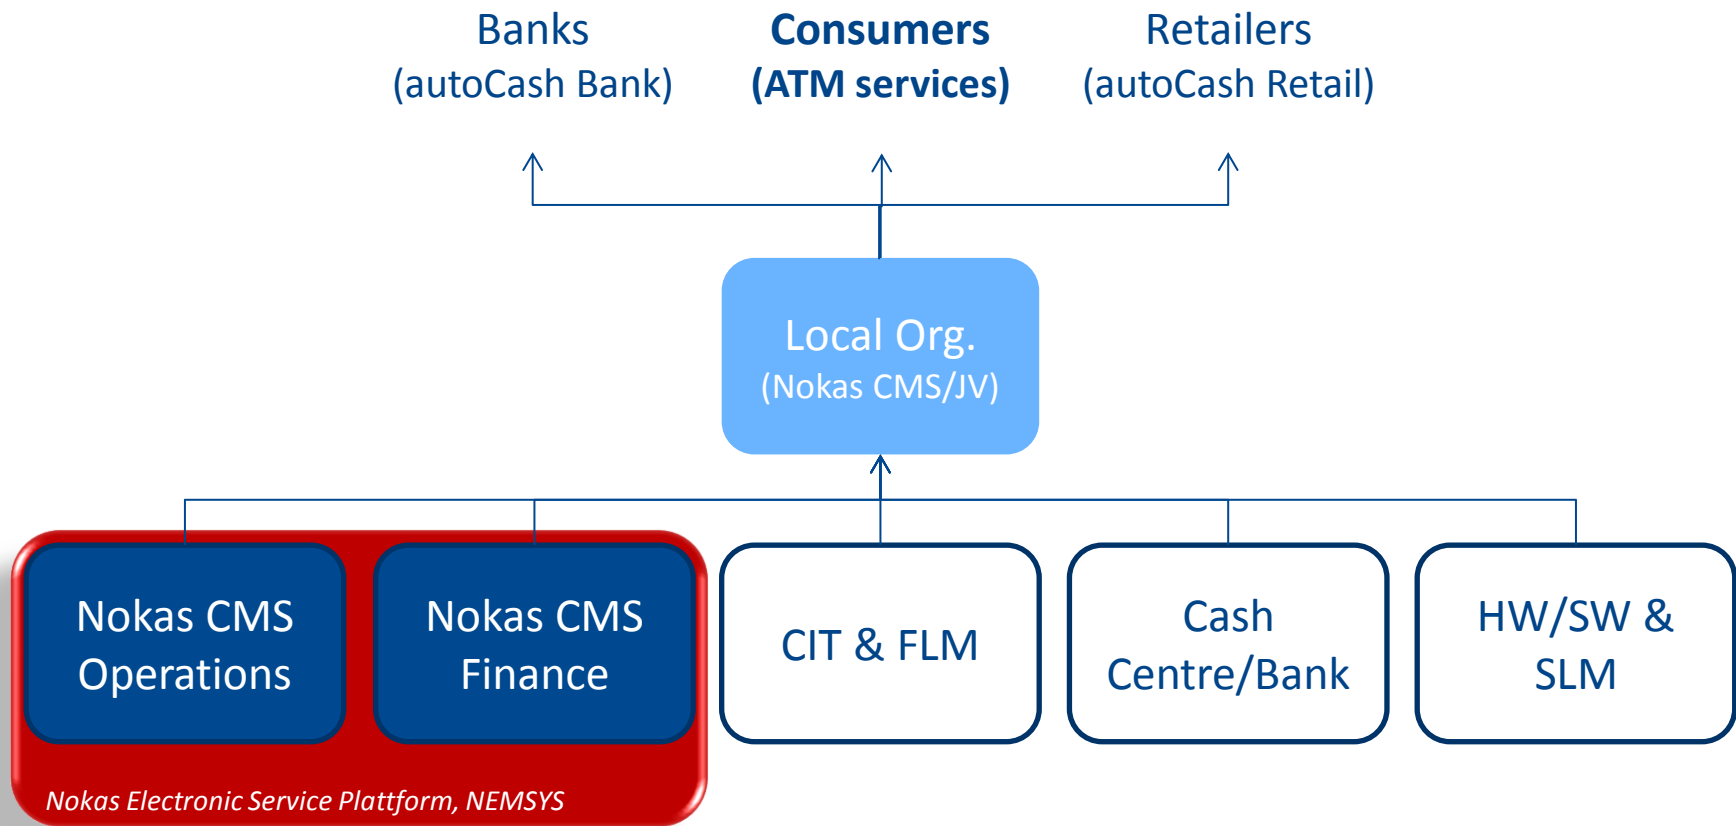 Banks
(autoCash Bank)
Consumers
(ATM services)
Retailers
(autoCash Retail)
Local Org.
(Nokas CMS/JV)
Nokas CMS
Operations
Nokas CMS
Finance
CIT & FLM
Cash
Centre/Bank
HW/SW &
SLM
Nokas Electronic Service Plattform, NEMSYS